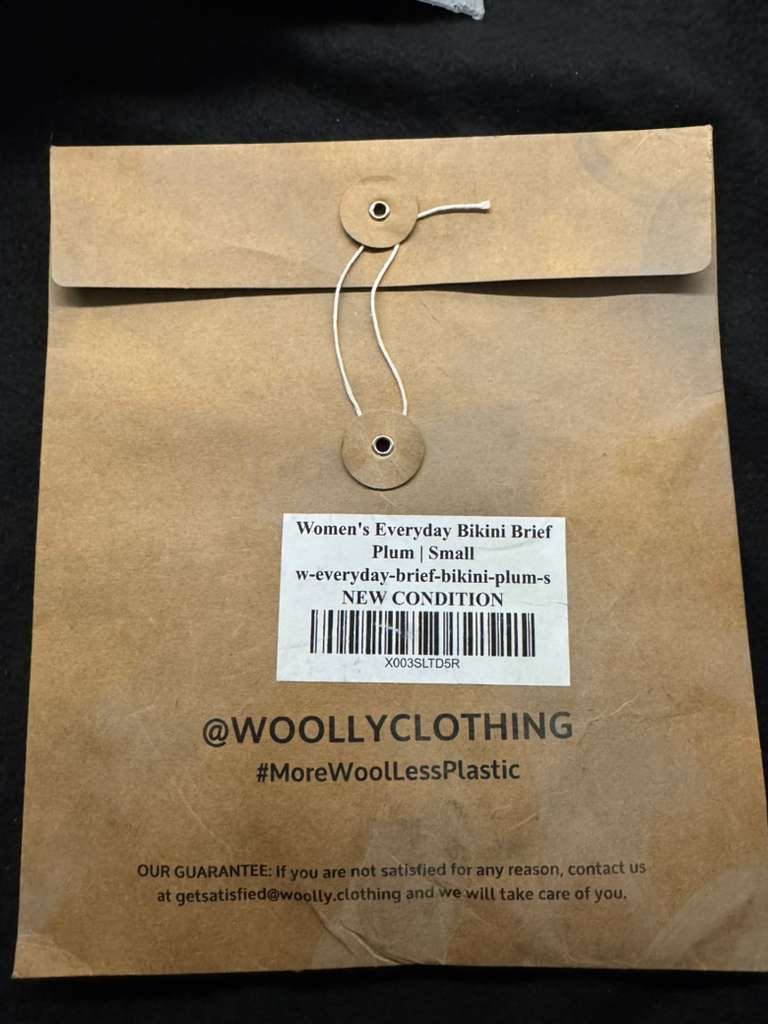 Women's Everyday Bikini Brief
Plum | Small
w-everyday-brief-bikini-plum-s
NEW CONDITION
X003SLTD5R
@WOOLLYCLOTHING
#MoreWoolLessPlastic
OUR GUARANTEE: If you are not satisfied for any reason, contact us
at getsatisfied@woolly.clothing and we will take care of you.